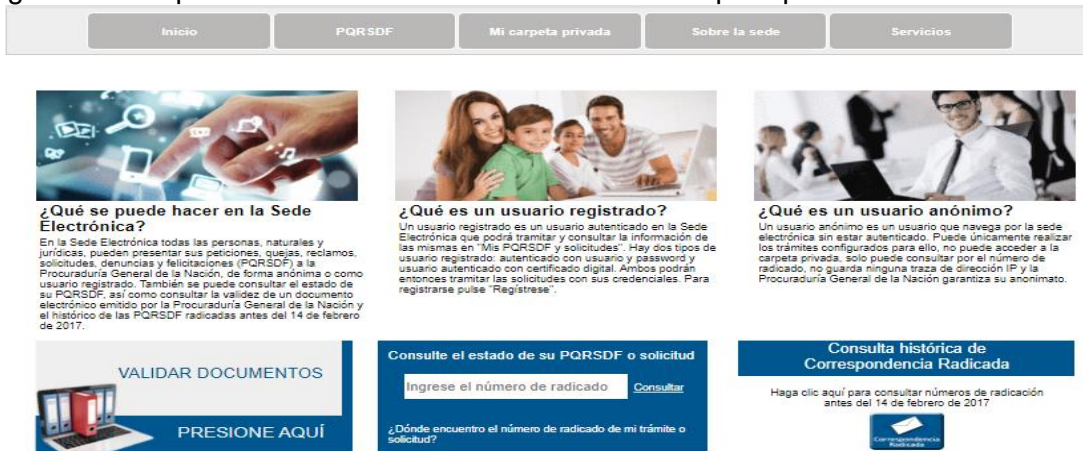 Inicio
PQRSDF
Mi carpeta privada
Sobre la sede
Servicios
¿Qué se puede hacer en la Sede
Electrónica?
En la Sede Electrónica todas las personas, naturales y
jurídicas, pueden presentar sus peticiones, quejas, reclamos,
solicitudes, denuncias y felicitaciones (PQRSDF) a la
Procuraduría General de la Nación, de forma anónima o como
usuario registrado. También se puede consultar el estado de
su PQRSDF, así como consultar la validez de un documento
electrónico emitido por la Procuraduría General de la Nación y
el histórico de las PQRSDF radicadas antes del 14 de febrero
de 2017.
¿Qué es un usuario registrado?
Un usuario registrado es un usuario autenticado en la Sede
Electrónica que podrá tramitar y consultar la información de
las mismas en "Mis PQRSDF y solicitudes". Hay dos tipos de
usuario registrado: autenticado con usuario y password y
usuario autenticado con certificado digital. Ambos podrán
entonces tramitar las solicitudes con sus credenciales. Para
registrarse pulse "Regístrese".
¿Qué es un usuario anónimo?
Un usuario anónimo es un usuario que navega por la sede
electrónica sin estar autenticado. Puede únicamente realizar
los trámites configurados para ello, no puede acceder a la
carpeta privada, solo puede consultar por el número de
radicado, no guarda ninguna traza de dirección IP y la
Procuraduría General de la Nación garantiza su anonimato.
VALIDAR DOCUMENTOS
PRESIONE AQUÍ
Consulte el estado de su PQRSDF o solicitud
Ingrese el número de radicado
Consultar
¿Dónde encuentro el número de radicado de mi trámite o
solicitud?
Consulta histórica de
Correspondencia Radicada
Haga clic aquí para consultar números de radicación
antes del 14 de febrero de 2017
Correspondencia
Radicada